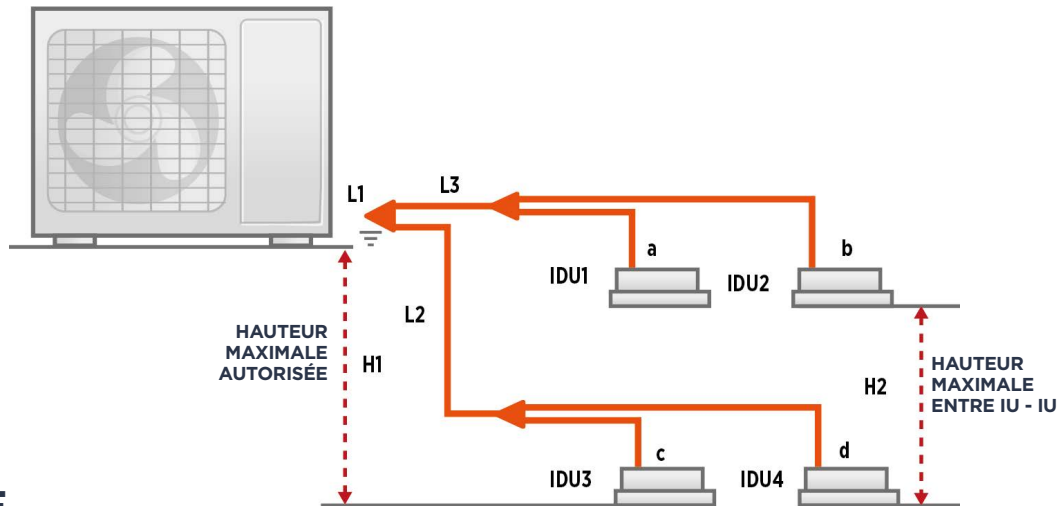 L1
L3
a
b
IDU1
IDU2
L2
HAUTEUR
MAXIMALE
AUTORISÉE
H1
H2
HAUTEUR
MAXIMALE
ENTRE IU - IU
c
d
IDU3
IDU4